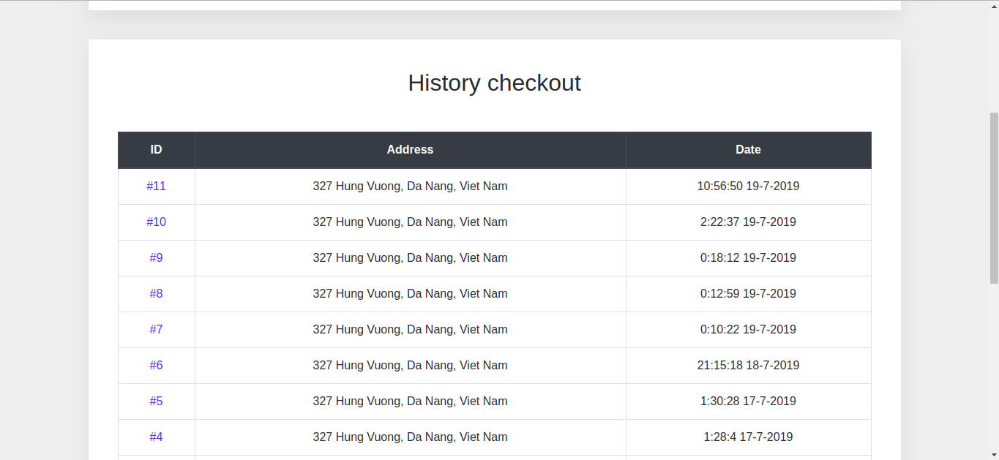 History checkout
ID Address Date
#11 327 Hung Vuong, Da Nang, Viet Nam 10:56:50 19-7-2019
#10 327 Hung Vuong, Da Nang, Viet Nam 2:22:37 19-7-2019
#9 327 Hung Vuong, Da Nang, Viet Nam 0:18:12 19-7-2019
#8 327 Hung Vuong, Da Nang, Viet Nam 0:12:59 19-7-2019
#7 327 Hung Vuong, Da Nang, Viet Nam 0:10:22 19-7-2019
#6 327 Hung Vuong, Da Nang, Viet Nam 21:15:18 18-7-2019
#5 327 Hung Vuong, Da Nang, Viet Nam 1:30:28 17-7-2019
#4 327 Hung Vuong, Da Nang, Viet Nam 1:28:4 17-7-2019